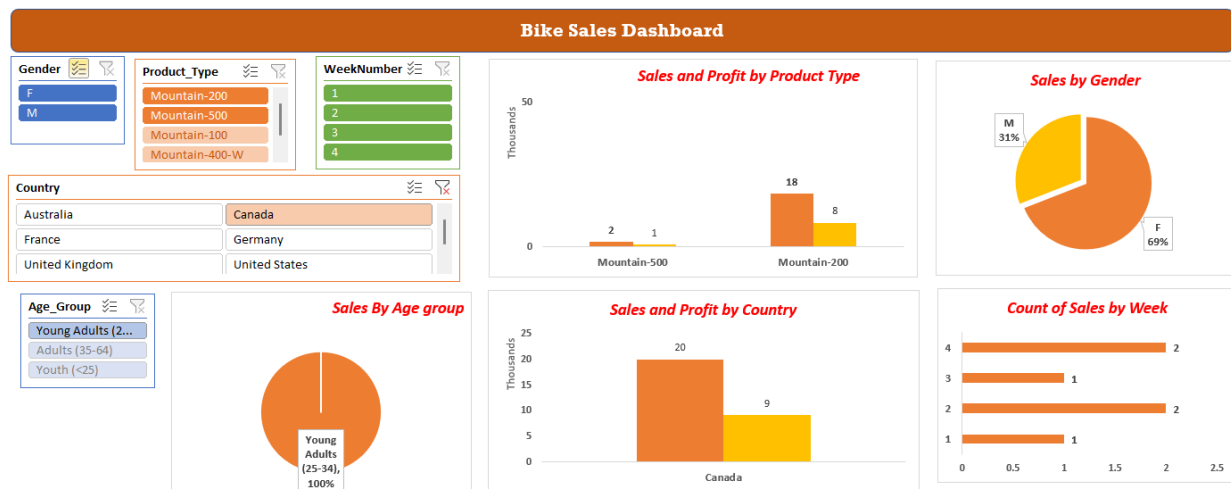 Bike Sales Dashboard
Gender
F
M
Product_Type
Mountain-200
Mountain-500
Mountain-100
Mountain-400-W
WeekNumber
1
2
3
4
Country
Australia
Canada
France
Germany
United Kingdom
United States
Sales and Profit by Product Type
Thousands
50
0
2
1
18
8
Mountain-500
Mountain-200
Sales by Gender
M
31%
F
69%
Age_Group
Young Adults (2...
Adults (35-64)
Youth (<25)
Sales By Age group
Young
Adults
(25-34),
100%
Sales and Profit by Country
Thousands
25
20
15
10
5
0
20
9
Canada
Count of Sales by Week
4
2
3
1
2
2
1
1
0
0.5
1
1.5
2
2.5